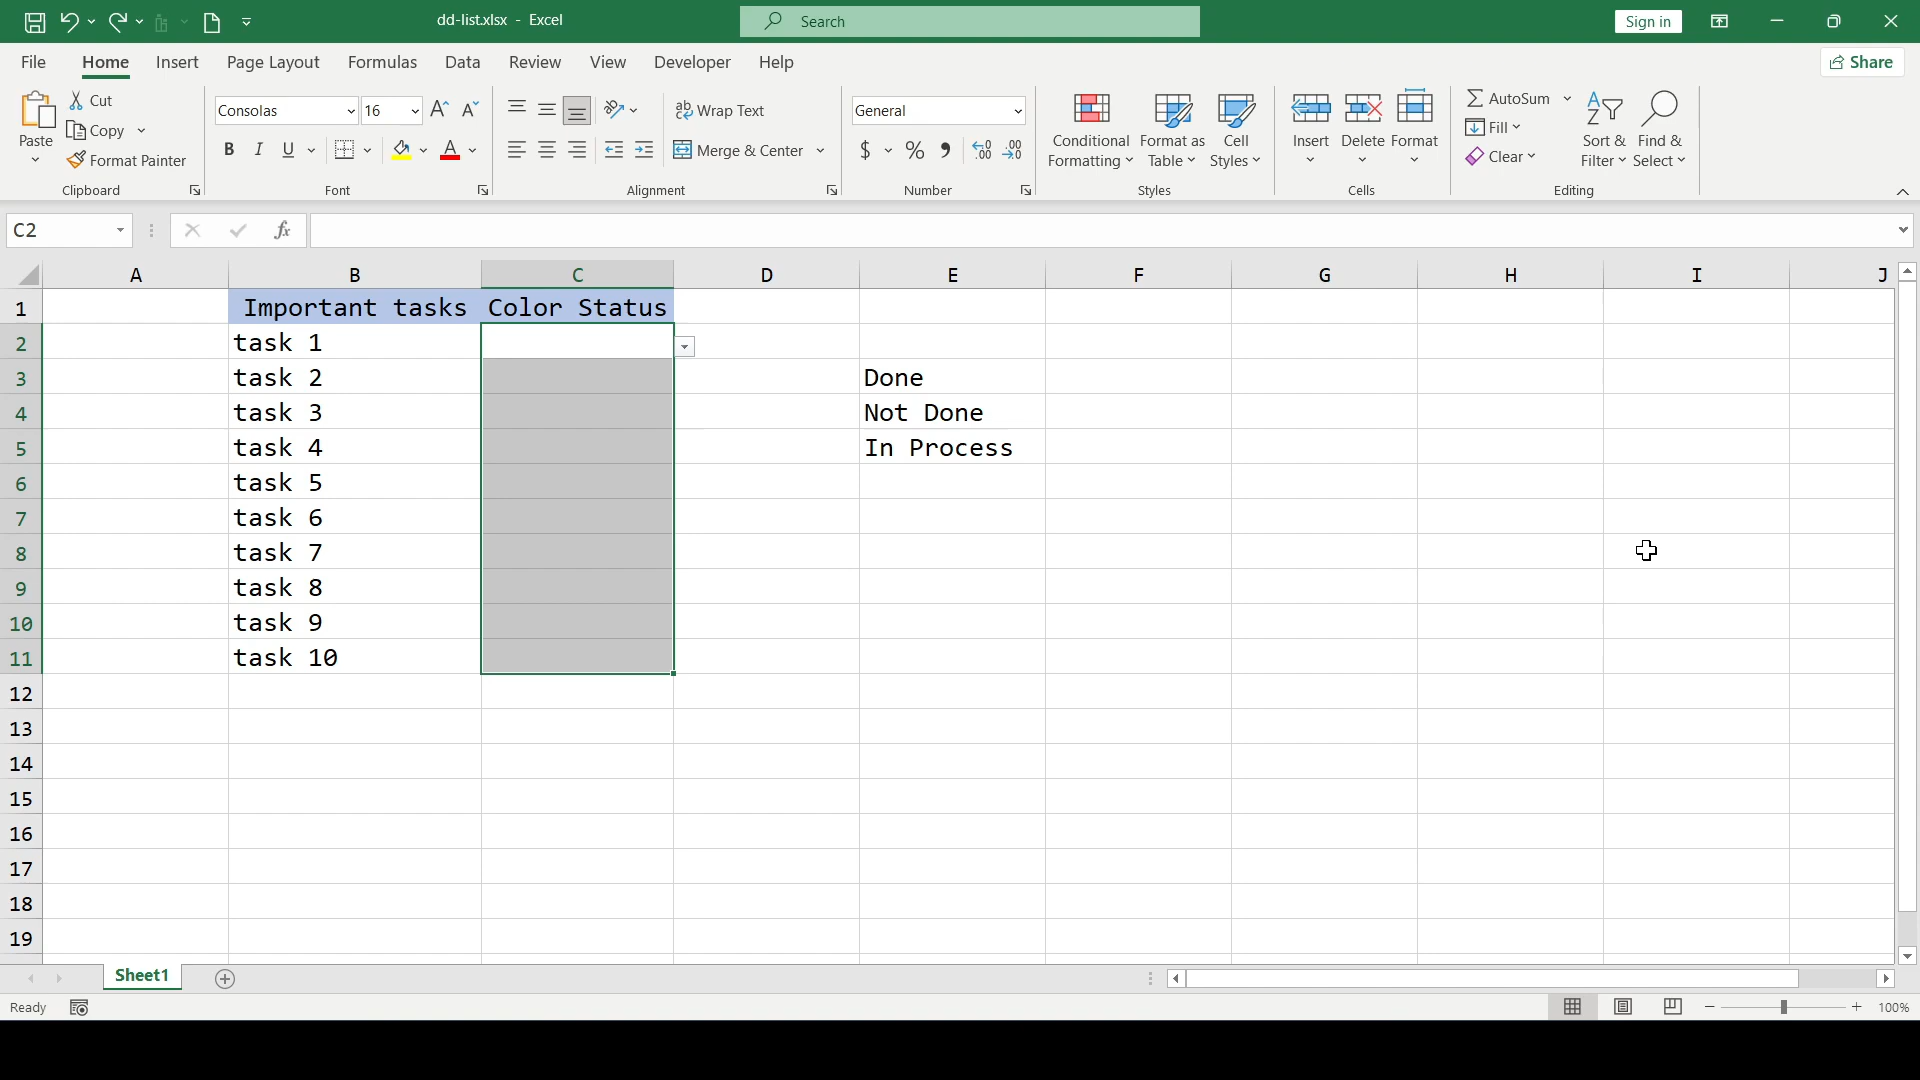 dd-list.xlsx - Excel
Search
Sign in
File Home Insert Page Layout Formulas Data Review View Developer Help
Share
Paste
Cut
Copy
Format Painter
Clipboard
Consolas 16
B I U
Font
Wrap Text
Merge & Center
Alignment
General
$ % 9
Number
Conditional Formatting
Format as Table
Cell Styles
Styles
Insert
Delete
Format
Cells
AutoSum
Fill
Clear
Sort & Filter
Find & Select
Editing
C2
fx
A B C D E F G H I J
1 Important tasks Color Status
2 task 1
3 task 2 Done
4 task 3 Not Done
5 task 4 In Process
6 task 5
7 task 6
8 task 7
9 task 8
10 task 9
11 task 10
12
13
14
15
16
17
18
19
Sheet1
Ready
100%